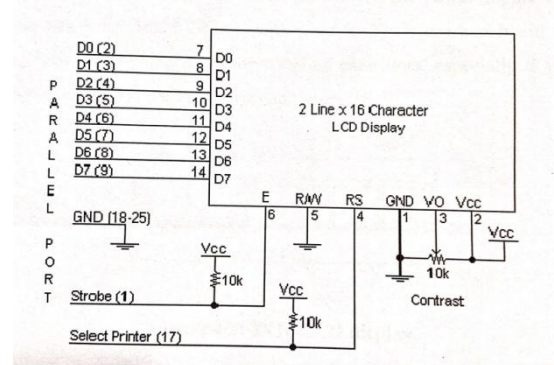 PARALLEL PORT
D0 (2) 7 D0
D1 (3) 8 D1
D2 (4) 9 D2
D3 (5) 10 D3
D4 (6) 11 D4
D5 (7) 12 D5
D6 (8) 13 D6
D7 (9) 14 D7
2 Line x 16 Character
LCD Display
E R/W RS GND VO Vcc
6 5 4 1 3 2
GND (18-25)
Vcc
Vcc
10k
10k
Contrast
Strobe (1)
Vcc
10k
Select Printer (17)